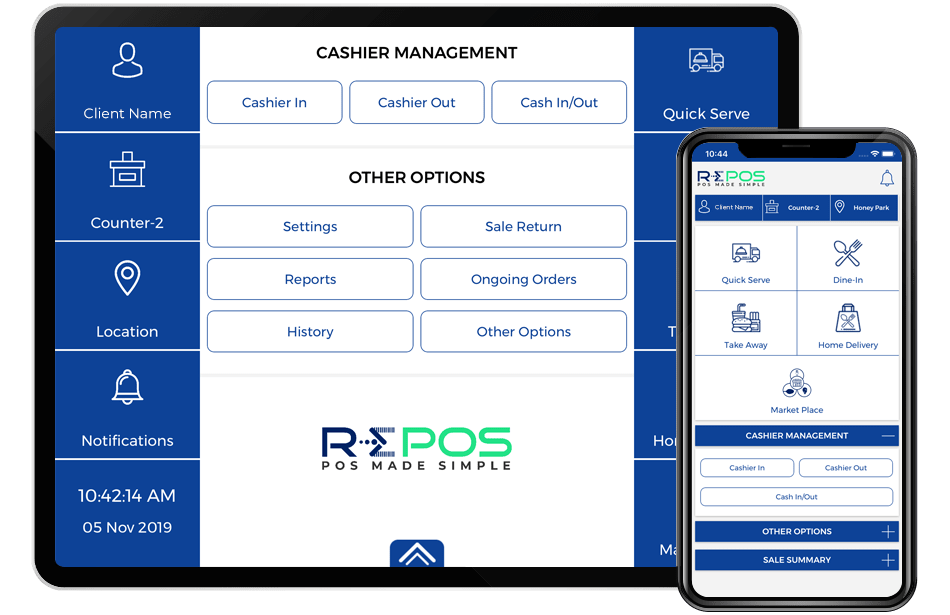 Client Name
Counter-2
Location
Notifications
10:42:14 AM
05 Nov 2019
CASHIER MANAGEMENT
Cashier In
Cashier Out
Cash In/Out
OTHER OPTIONS
Settings
Sale Return
Reports
Ongoing Orders
History
Other Options
REPOS
POS MADE SIMPLE
Quick Serve
10:44
REPOS
POS MADE SIMPLE
Client Name
Counter-2
Honey Park
Quick Serve
Dine-In
Take Away
Home Delivery
Market Place
CASHIER MANAGEMENT
Cashier In
Cashier Out
Cash In/Out
OTHER OPTIONS
SALE SUMMARY